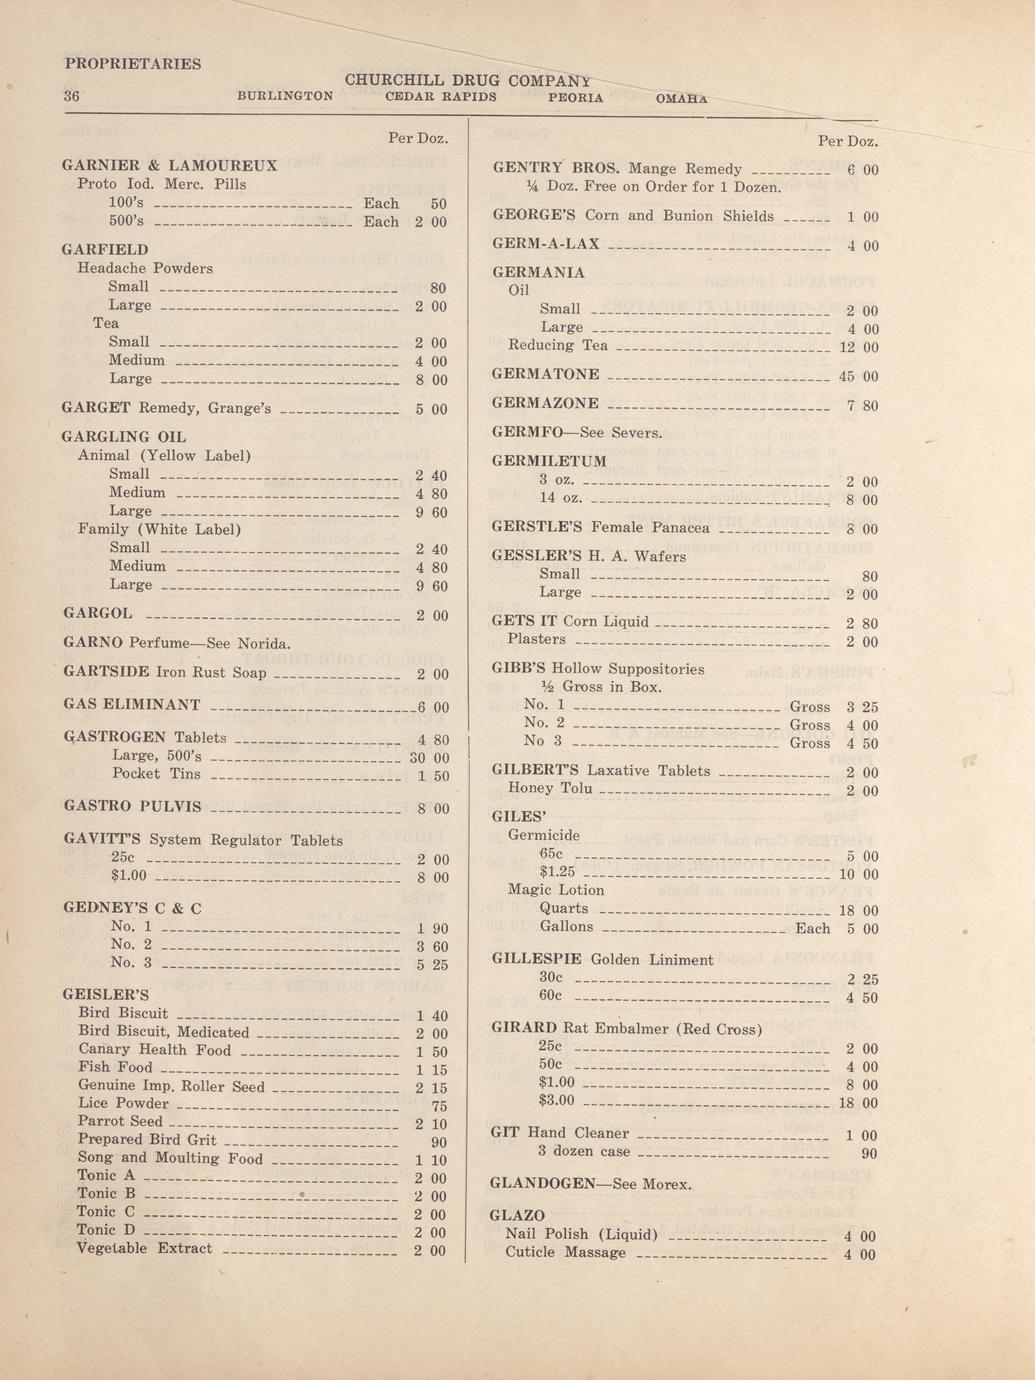 PROPRIETARIES
CHURCHILL DRUG COMPANY
36 BURLINGTON CEDAR RAPIDS PEORIA OMAHA
Per Doz.
GARNIER & LAMOUREUX
Proto Iod. Merc. Pills
100's Each 50
500's Each 2 00
GARFIELD
Headache Powders
Small 80
Large 2 00
Tea
Small 2 00
Medium 4 00
Large 8 00
GARGET Remedy, Grange's 5 00
GARGLING OIL
Animal (Yellow Label)
Small 2 40
Medium 4 80
Large 9 60
Family (White Label)
Small 2 40
Medium 4 80
Large 9 60
GARGOL 2 00
GARNO Perfume—See Norida.
GARTSIDE Iron Rust Soap 2 00
GAS ELIMINANT 6 00
GASTROGEN Tablets 4 80
Large, 500's 30 00
Pocket Tins 1 50
GASTRO PULVIS 8 00
GAVITT'S System Regulator Tablets
25c 2 00
$1.00 8 00
GEDNEY'S C & C
No. 1 1 90
No. 2 3 60
No. 3 5 25
GEISLER'S
Bird Biscuit 1 40
Bird Biscuit, Medicated 2 00
Canary Health Food 1 50
Fish Food 1 15
Genuine Imp. Roller Seed 2 15
Lice Powder 75
Parrot Seed 2 10
Prepared Bird Grit 90
Song and Moulting Food 1 10
Tonic A 2 00
Tonic B 2 00
Tonic C 2 00
Tonic D 2 00
Vegetable Extract 2 00
Per Doz.
GENTRY BROS. Mange Remedy 6 00
¼ Doz. Free on Order for 1 Dozen.
GEORGE'S Corn and Bunion Shields 1 00
GERM-A-LAX 4 00
GERMANIA
Oil
Small 2 00
Large 4 00
Reducing Tea 12 00
GERMATONE 45 00
GERMAZONE 7 80
GERMFO—See Severs.
GERMILETUM
3 oz. 2 00
14 oz. 8 00
GERSTLE'S Female Panacea 8 00
GESSLER'S H. A. Wafers
Small 80
Large 2 00
GETS IT Corn Liquid 2 80
Plasters 2 00
GIBB'S Hollow Suppositories
½ Gross in Box.
No. 1 Gross 3 25
No. 2 Gross 4 00
No 3 Gross 4 50
GILBERT'S Laxative Tablets 2 00
Honey Tolu 2 00
GILES'
Germicide
65c 5 00
$1.25 10 00
Magic Lotion
Quarts 18 00
Gallons Each 5 00
GILLESPIE Golden Liniment
30c 2 25
60c 4 50
GIRARD Rat Embalmer (Red Cross)
25c 2 00
50c 4 00
$1.00 8 00
$3.00 18 00
GIT Hand Cleaner 1 00
3 dozen case 90
GLANDOGEN—See Morex.
GLAZO
Nail Polish (Liquid) 4 00
Cuticle Massage 4 00